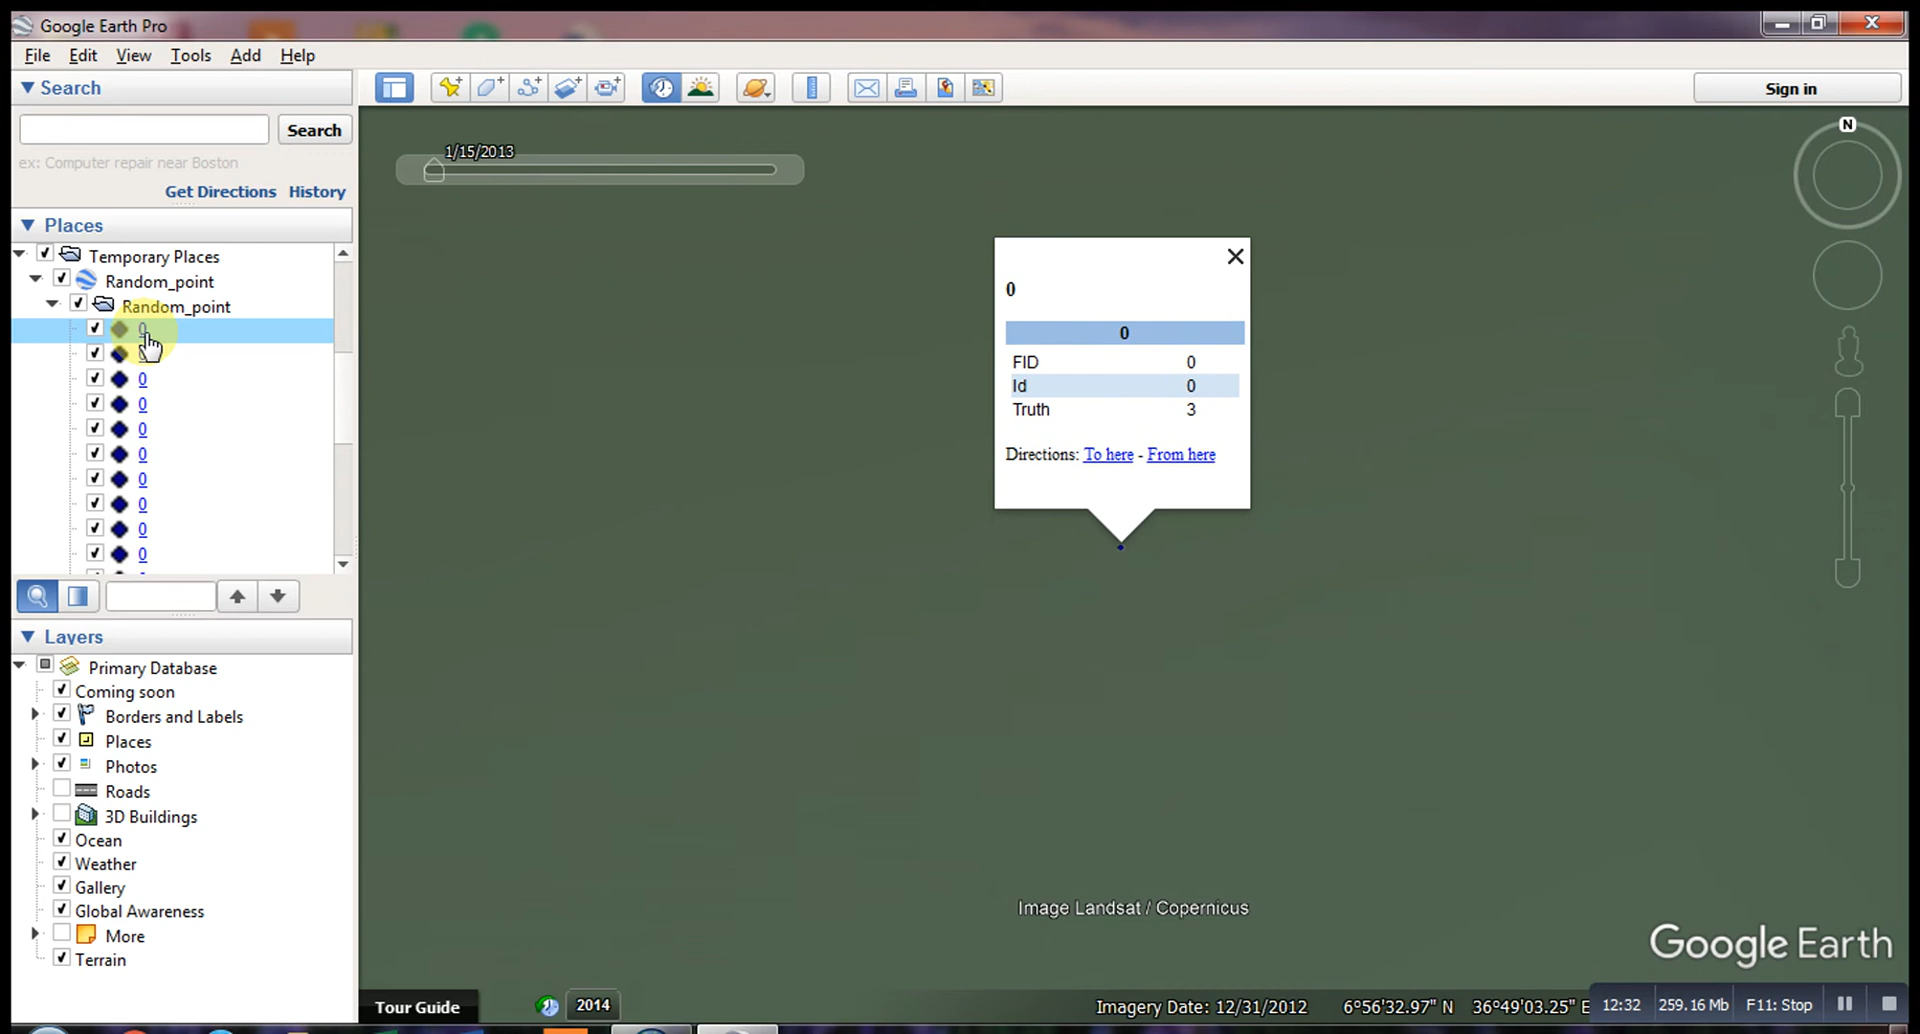 Google Earth Pro
File Edit View Tools Add Help
Search
Search
ex: Computer repair near Boston
Get Directions History
Places
Temporary Places
Random_point
Random_point
0
0
0
0
0
0
0
0
0
Layers
Primary Database
Coming soon
Borders and Labels
Places
Photos
Roads
3D Buildings
Ocean
Weather
Gallery
Global Awareness
More
Terrain
Sign in
N
1/15/2013
0
0
FID 0
Id 0
Truth 3
Directions: To here - From here
Image Landsat / Copernicus
Google Earth
Tour Guide
2014
Imagery Date: 12/31/2012 6°56'32.97" N 36°49'03.25" E
12:32 259.16 Mb F11: Stop